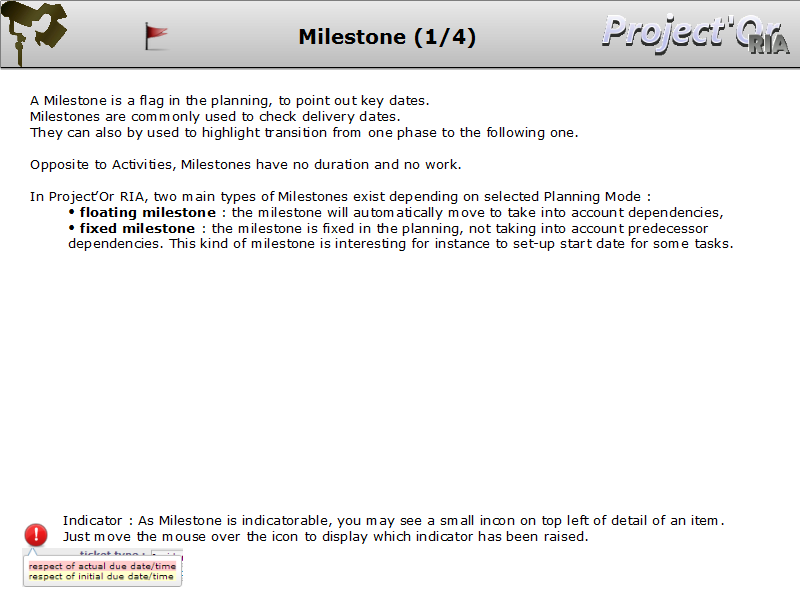 Milestone (1/4)
Project'Or
RIA
A Milestone is a flag in the planning, to point out key dates.
Milestones are commonly used to check delivery dates.
They can also by used to highlight transition from one phase to the following one.
Opposite to Activities, Milestones have no duration and no work.
In Project’Or RIA, two main types of Milestones exist depending on selected Planning Mode :
• floating milestone : the milestone will automatically move to take into account dependencies,
• fixed milestone : the milestone is fixed in the planning, not taking into account predecessor
dependencies. This kind of milestone is interesting for instance to set-up start date for some tasks.
Indicator : As Milestone is indicatorable, you may see a small incon on top left of detail of an item.
Just move the mouse over the icon to display which indicator has been raised.
ticket type :
respect of actual due date/time
respect of initial due date/time